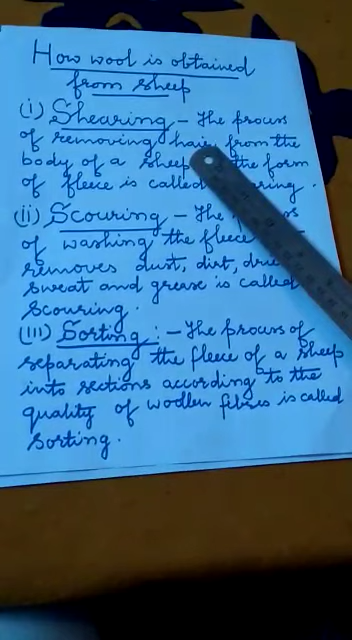 How wool is obtained
from sheep
(i) Shearing - The process
of removing hairs from the
body of a sheep the form
of fleece is called
(ii) Scouring - The
of washing the fleece
removes dust, dirt,
sweat and grease is called
scouring.
(III) Sorting :- The process of
separating the fleece of a sheep
into sections according to the
quality of woollen fibres is called
sorting.